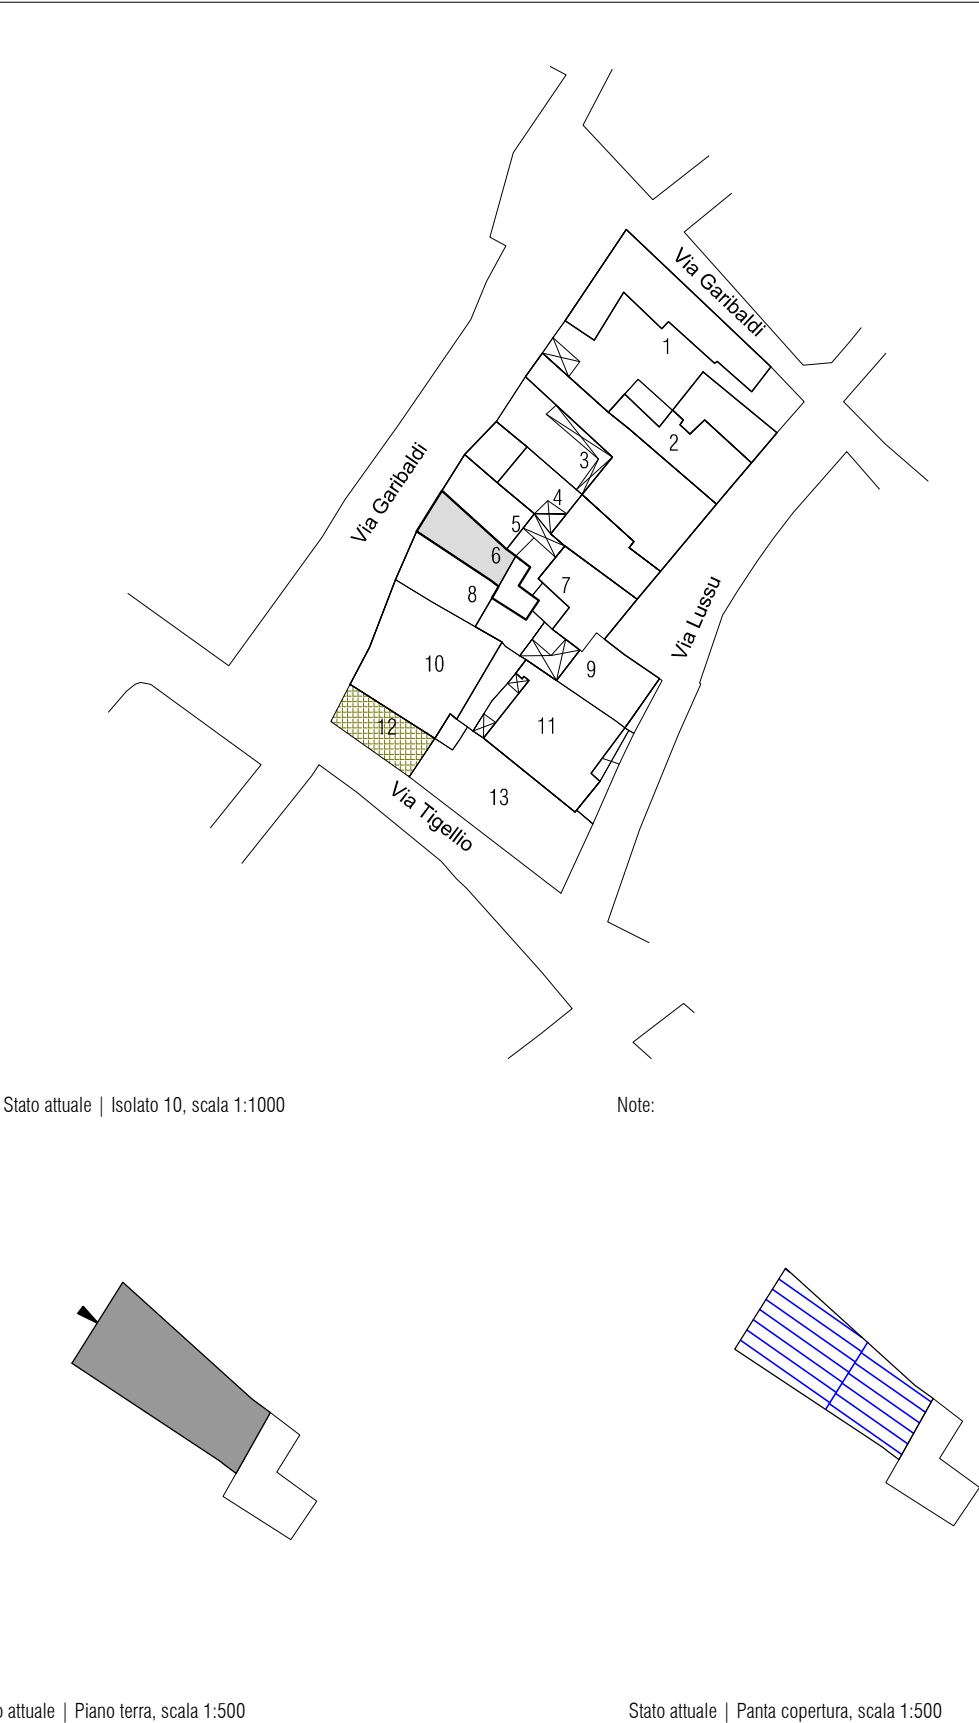 Via Garibaldi
1
2
3
4
Via Garibaldi
5
6
7
8
Via Lussu
9
10
11
12
13
Via Tigellio
Stato attuale | Isolato 10, scala 1:1000
Note:
o attuale | Piano terra, scala 1:500
Stato attuale | Panta copertura, scala 1:500